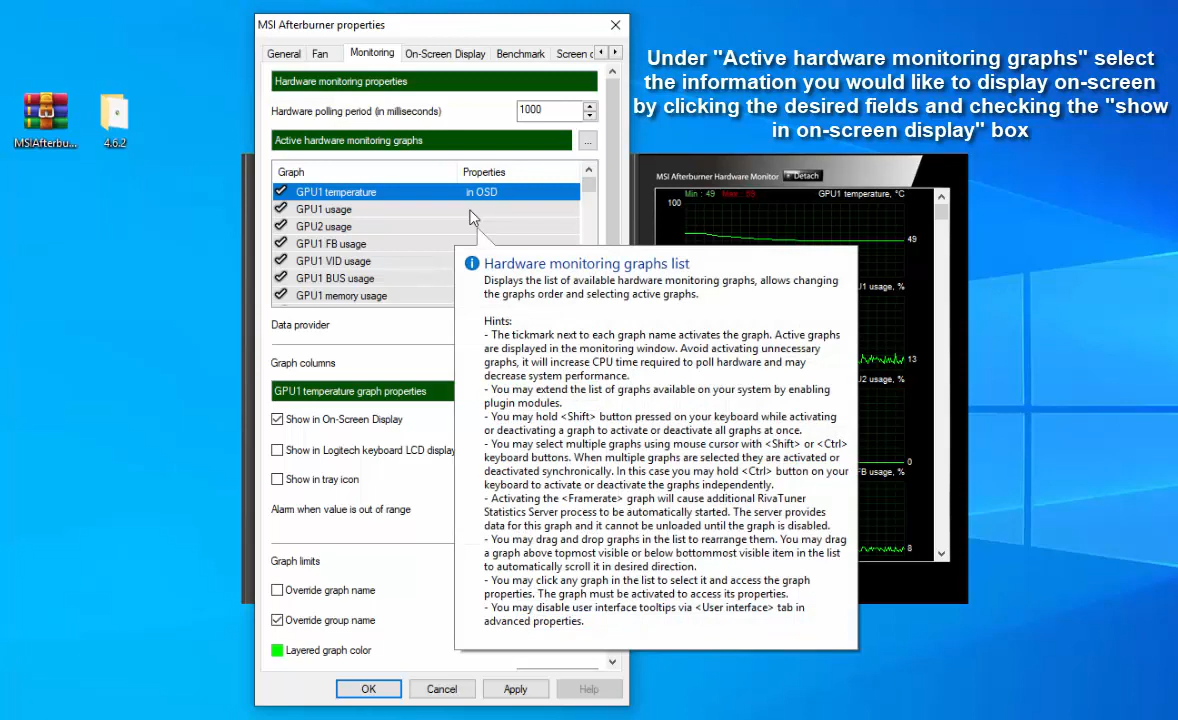 MSI Afterburner properties
General
Fan
Monitoring
On-Screen Display
Benchmark
Hardware monitoring properties
Hardware polling period (in milliseconds)
1000
Active hardware monitoring graphs
...
Graph
Properties
GPU1 temperature
in OSD
GPU1 usage
GPU2 usage
GPU1 FB usage
GPU1 VID usage
GPU1 BUS usage
GPU1 memory usage
Data provider
Graph columns
GPU1 temperature graph properties
Show in On-Screen Display
Show in Logitech keyboard LCD display
Show in tray icon
Alarm when value is out of range
Graph limits
Override graph name
Override group name
Layered graph color
OK
Cancel
Apply
Help
Hardware monitoring graphs list
Displays the list of available hardware monitoring graphs, allows changing
the graphs order and selecting active graphs.
Hints:
- The tickmark next to each graph name activates the graph. Active graphs
are displayed in the monitoring window. Avoid activating unnecessary
graphs, it will increase CPU time required to poll hardware and may
decrease system performance.
- You may extend the list of graphs available on your system by enabling
plugin modules.
- You may hold <Shift> button pressed on your keyboard while activating
or deactivating a graph to activate or deactivate all graphs at once.
- You may select multiple graphs using mouse cursor with <Shift> or <Ctrl>
keyboard buttons. When multiple graphs are selected they are activated or
deactivated synchronically. In this case you may hold <Ctrl> button on your
keyboard to activate or deactivate the graphs independently.
- Activating the <Framerate> graph will cause additional RivaTuner
Statistics Server process to be automatically started. The server provides
data for this graph and it cannot be unloaded until the graph is disabled.
- You may drag and drop graphs in the list to rearrange them. You may drag
a graph above topmost visible or below bottommost visible item in the list
to automatically scroll it in desired direction.
- You may click any graph in the list to select it and access the graph
properties. The graph must be activated to access its properties.
- You may disable user interface tooltips via <User interface> tab in
advanced properties.
Under "Active hardware monitoring graphs" select
the information you would like to display on-screen
by clicking the desired fields and checking the "show
in on-screen display" box
MSI Afterburner Hardware Monitor
Detach
Min : 49
GPU1 temperature, °C
100
49
usage, %
13
usage, %
0
usage, %
8
MSIAfterbu...
4.6.2